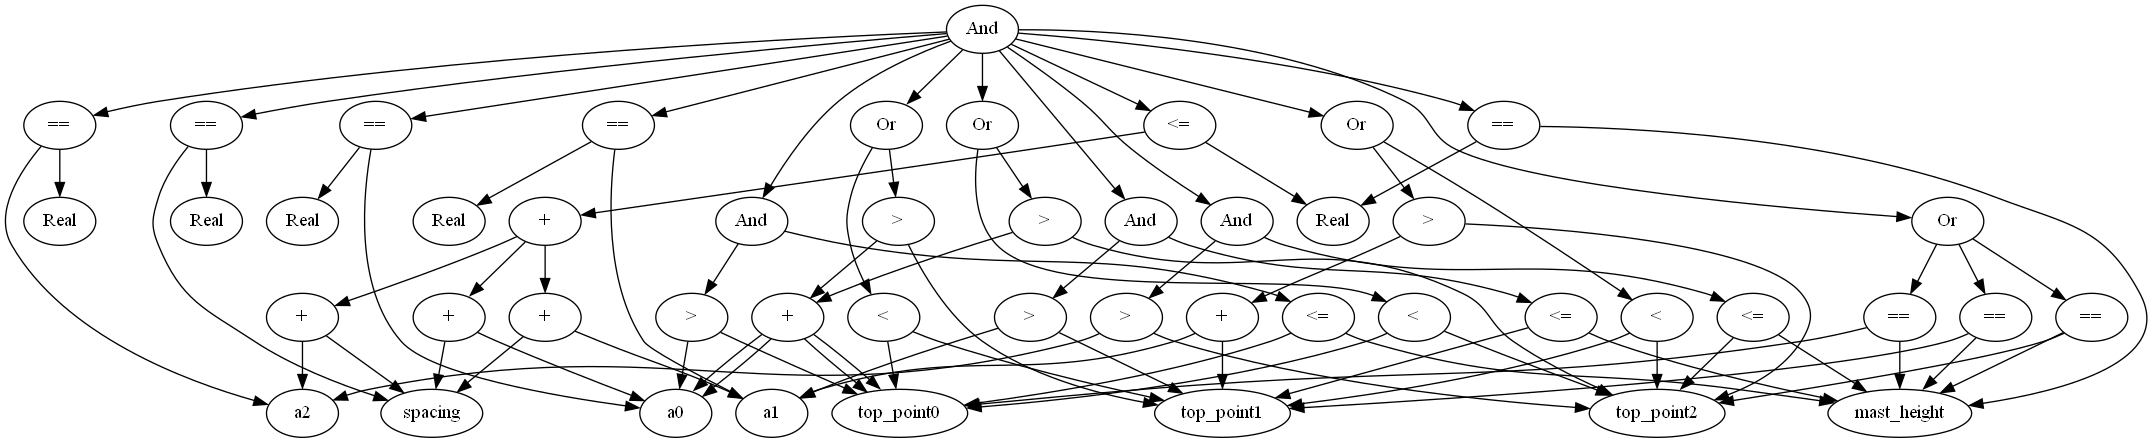 And
==
==
==
==
Or
Or
<=
Or
==
Real
Real
Real
Real
+
And
>
>
And
And
Real
>
Or
+
+
+
>
+
<
>
>
+
<=
<
<=
<
<=
==
==
==
a2
spacing
a0
a1
top_point0
top_point1
top_point2
mast_height